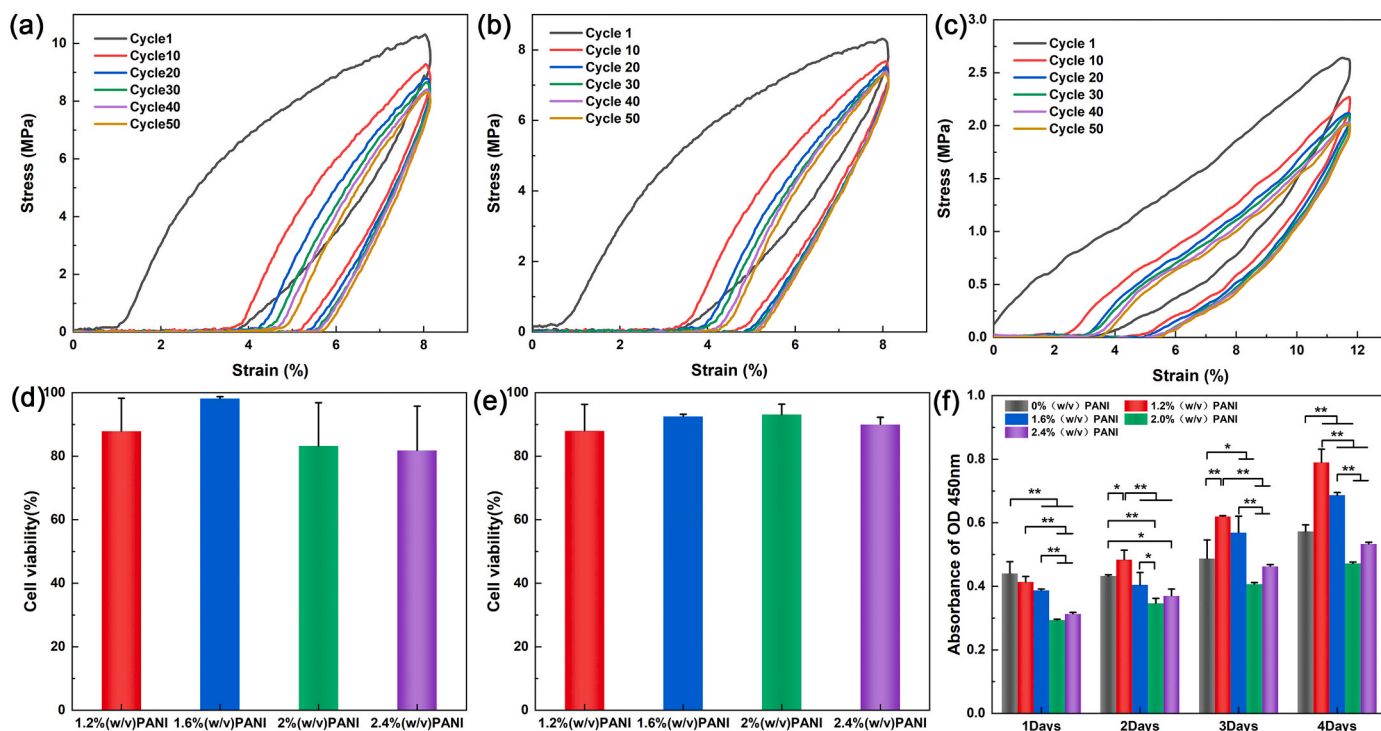 (a)
Cycle1
Cycle10
Cycle20
Cycle30
Cycle40
Cycle50
10
8
6
4
2
0
Stress (MPa)
0 2 4 6 8
Strain (%)
(b)
Cycle 1
Cycle 10
Cycle 20
Cycle 30
Cycle 40
Cycle 50
8
6
4
2
0
Stress (MPa)
0 2 4 6 8
Strain (%)
(c)
Cycle 1
Cycle 10
Cycle 20
Cycle 30
Cycle 40
Cycle 50
3.0
2.5
2.0
1.5
1.0
0.5
0.0
Stress (MPa)
0 2 4 6 8 10 12
Strain (%)
(d)
100
80
60
40
20
0
Cell viability(%)
1.2%(w/v)PANI 1.6%(w/v)PANI 2%(w/v)PANI 2.4%(w/v)PANI
(e)
100
80
60
40
20
0
Cell viability(%)
1.2%(w/v)PANI 1.6%(w/v)PANI 2%(w/v)PANI 2.4%(w/v)PANI
(f)
0%（w/v）PANI 1.2%（w/v）PANI
1.6%（w/v）PANI 2.0%（w/v）PANI
2.4%（w/v）PANI
1.0
0.8
0.6
0.4
0.2
0.0
Absorbance of OD 450nm
**
**
**
* **
**
*
*
*
** **
**
**
**
**
1Days 2Days 3Days 4Days